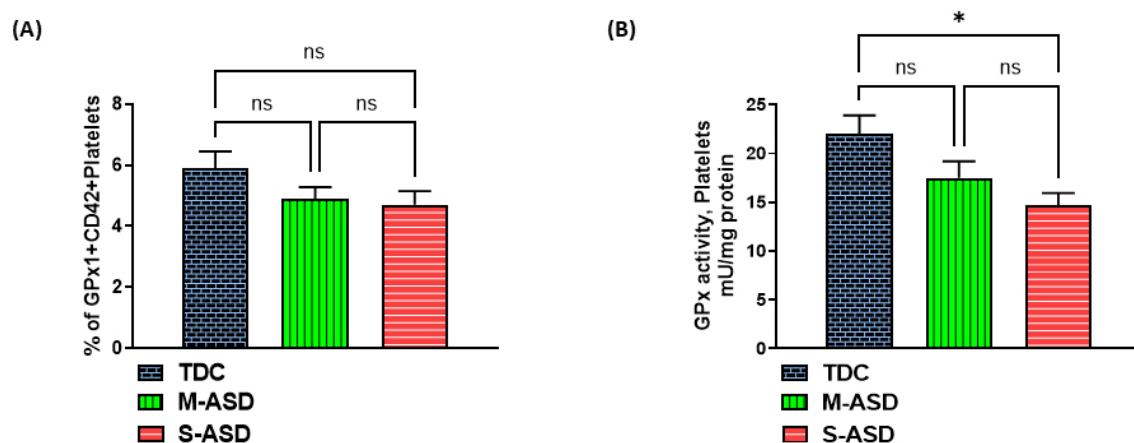 (A)
ns
ns
ns
8
6
4
2
0
% of GPx1+CD42+Platelets
TDC
M-ASD
S-ASD
(B)
*
ns
ns
25
20
15
10
5
0
GPx activity, Platelets
mU/mg protein
TDC
M-ASD
S-ASD